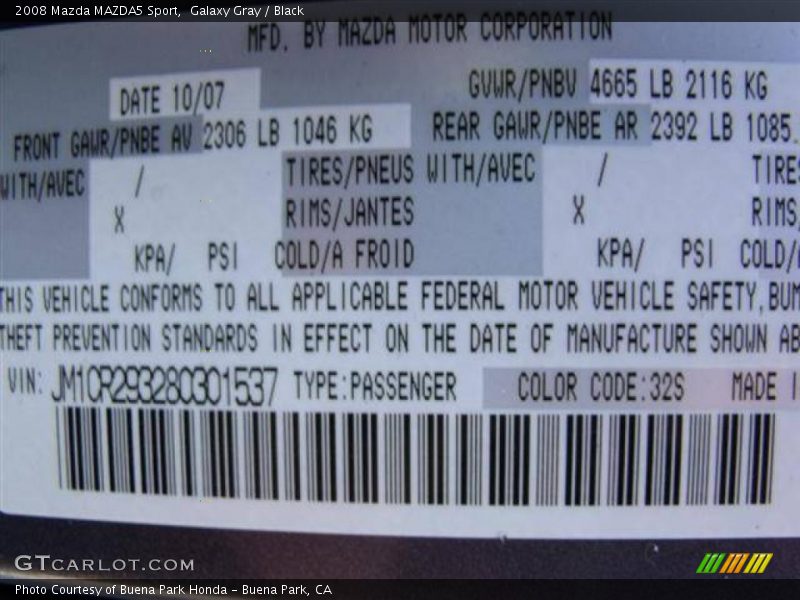 2008 Mazda MAZDA5 Sport,  Galaxy Gray / Black
MFD. BY MAZDA MOTOR CORPORATION
DATE 10/07 GVWR/PNBV 4665 LB 2116 KG
FRONT GAWR/PNBE AV 2306 LB 1046 KG REAR GAWR/PNBE AR 2392 LB 1085
WITH/AVEC / TIRES/PNEUS WITH/AVEC / TIRES
X RIMS/JANTES X RIMS/
KPA/ PSI COLD/A FROID KPA/ PSI COLD/
THIS VEHICLE CONFORMS TO ALL APPLICABLE FEDERAL MOTOR VEHICLE SAFETY, BUM
THEFT PREVENTION STANDARDS IN EFFECT ON THE DATE OF MANUFACTURE SHOWN AB
VIN: JM1CR293280301537 TYPE:PASSENGER COLOR CODE:32S MADE I
GTCARLOT.COM
Photo Courtesy of Buena Park Honda - Buena Park, CA